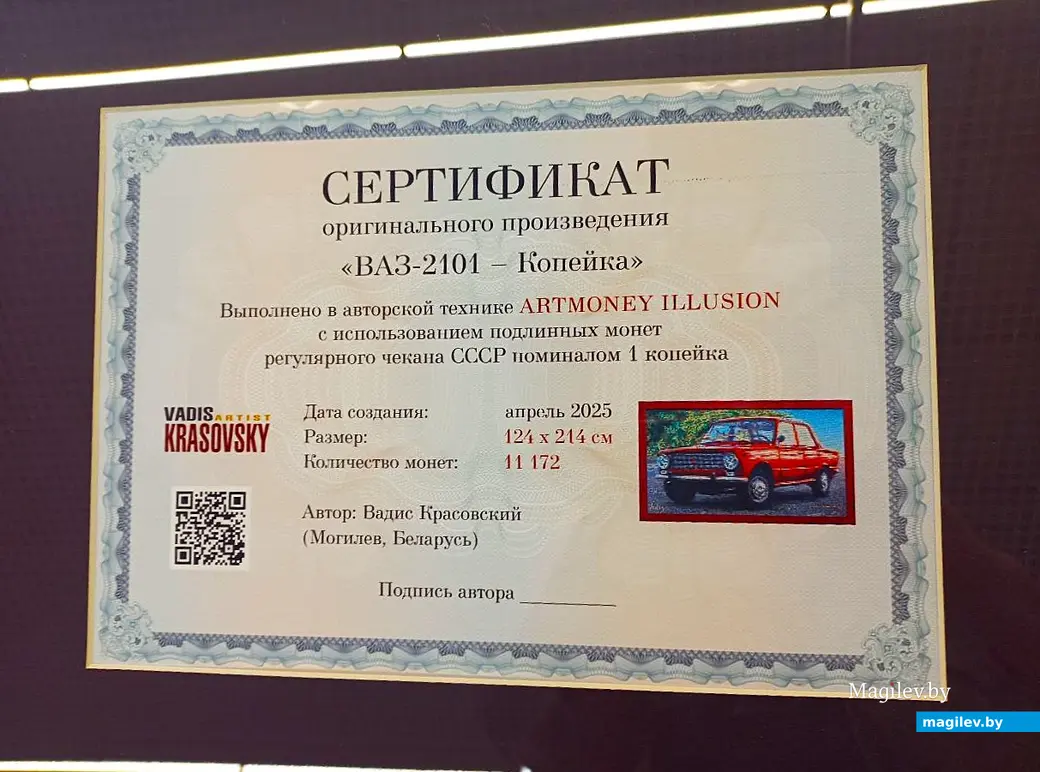 СЕРТИФИКАТ
оригинального произведения
«ВАЗ-2101 – Копейка»
Выполнено в авторской технике ARTMONEY ILLUSION
с использованием подлинных монет
регулярного чекана СССР номиналом 1 копейка
VADIS ARTIST
KRASOVSKY
Дата создания: апрель 2025
Размер: 124 х 214 см
Количество монет: 11 172
Автор: Вадис Красовский
(Могилев, Беларусь)
Подпись автора ___________
Magilev.by
magilev.by